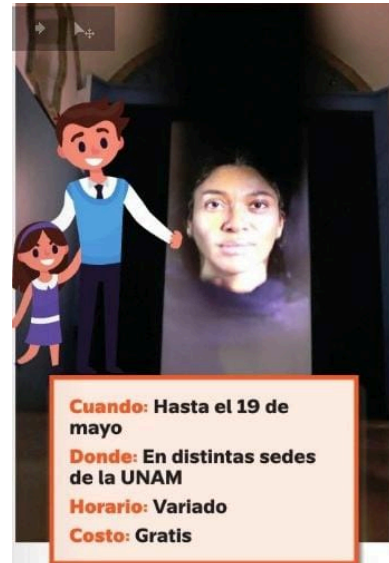 Cuando: Hasta el 19 de
mayo
Donde: En distintas sedes
de la UNAM
Horario: Variado
Costo: Gratis